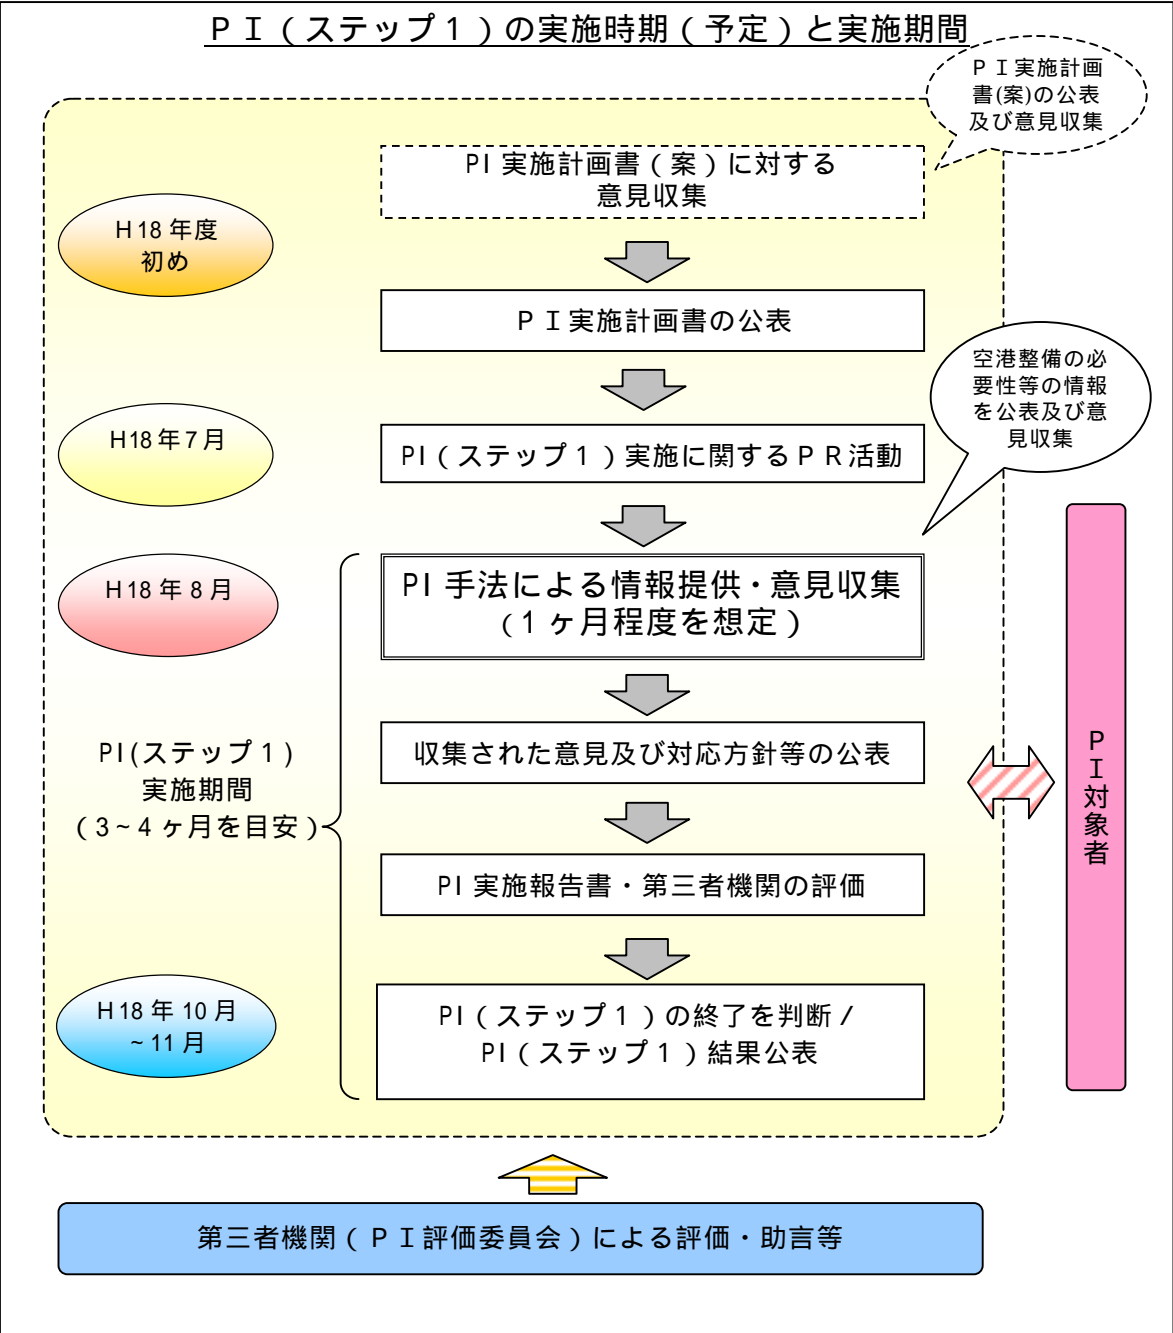 ＰＩ（ステップ１）の実施時期（予定）と実施期間
ＰＩ実施計画
書(案)の公表
及び意見収集
PI 実施計画書（案）に対する
意見収集
H18 年度
初め
ＰＩ実施計画書の公表
空港整備の必
要性等の情報
を公表及び意
見収集
H18 年 7 月
PI（ステップ１）実施に関するＰＲ活動
H18 年 8 月
PI 手法による情報提供・意見収集
（1 ヶ月程度を想定）
収集された意見及び対応方針等の公表
PI(ステップ１)
実施期間
（3~4 ヶ月を目安）
ＰＩ対象者
PI 実施報告書・第三者機関の評価
H18 年 10 月
~11 月
PI（ステップ１）の終了を判断 /
PI（ステップ１）結果公表
第三者機関（ＰＩ評価委員会）による評価・助言等